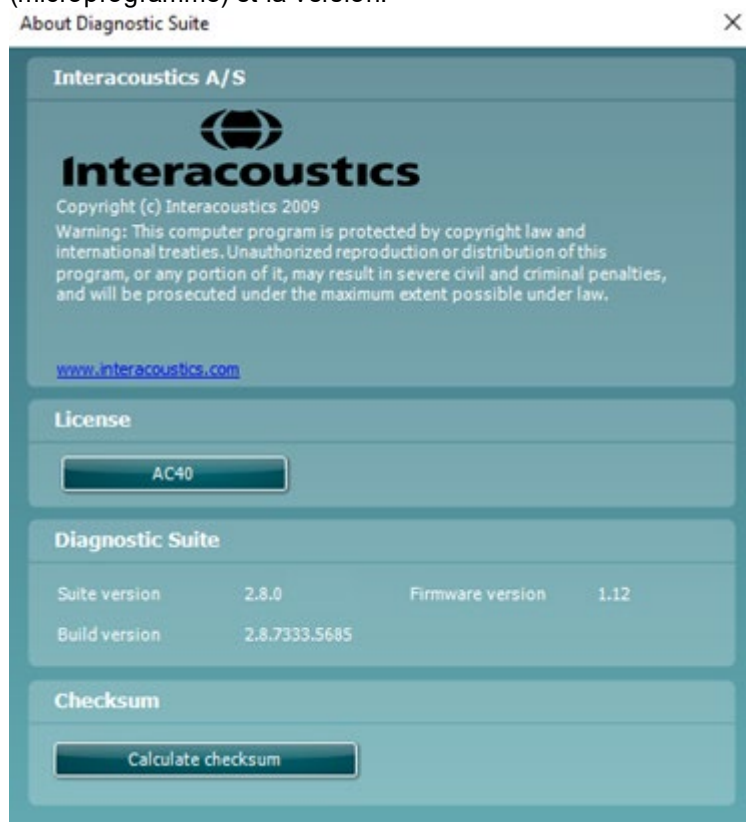 (microprogramme) et la version.
About Diagnostic Suite
Interacoustics A/S
Interacoustics
Copyright (c) Interacoustics 2009
Warning: This computer program is protected by copyright law and
international treaties. Unauthorized reproduction or distribution of this
program, or any portion of it, may result in severe civil and criminal penalties,
and will be prosecuted under the maximum extent possible under law.
www.interacoustics.com
License
AC40
Diagnostic Suite
Suite version 2.8.0 Firmware version 1.12
Build version 2.8.7333.5685
Checksum
Calculate checksum